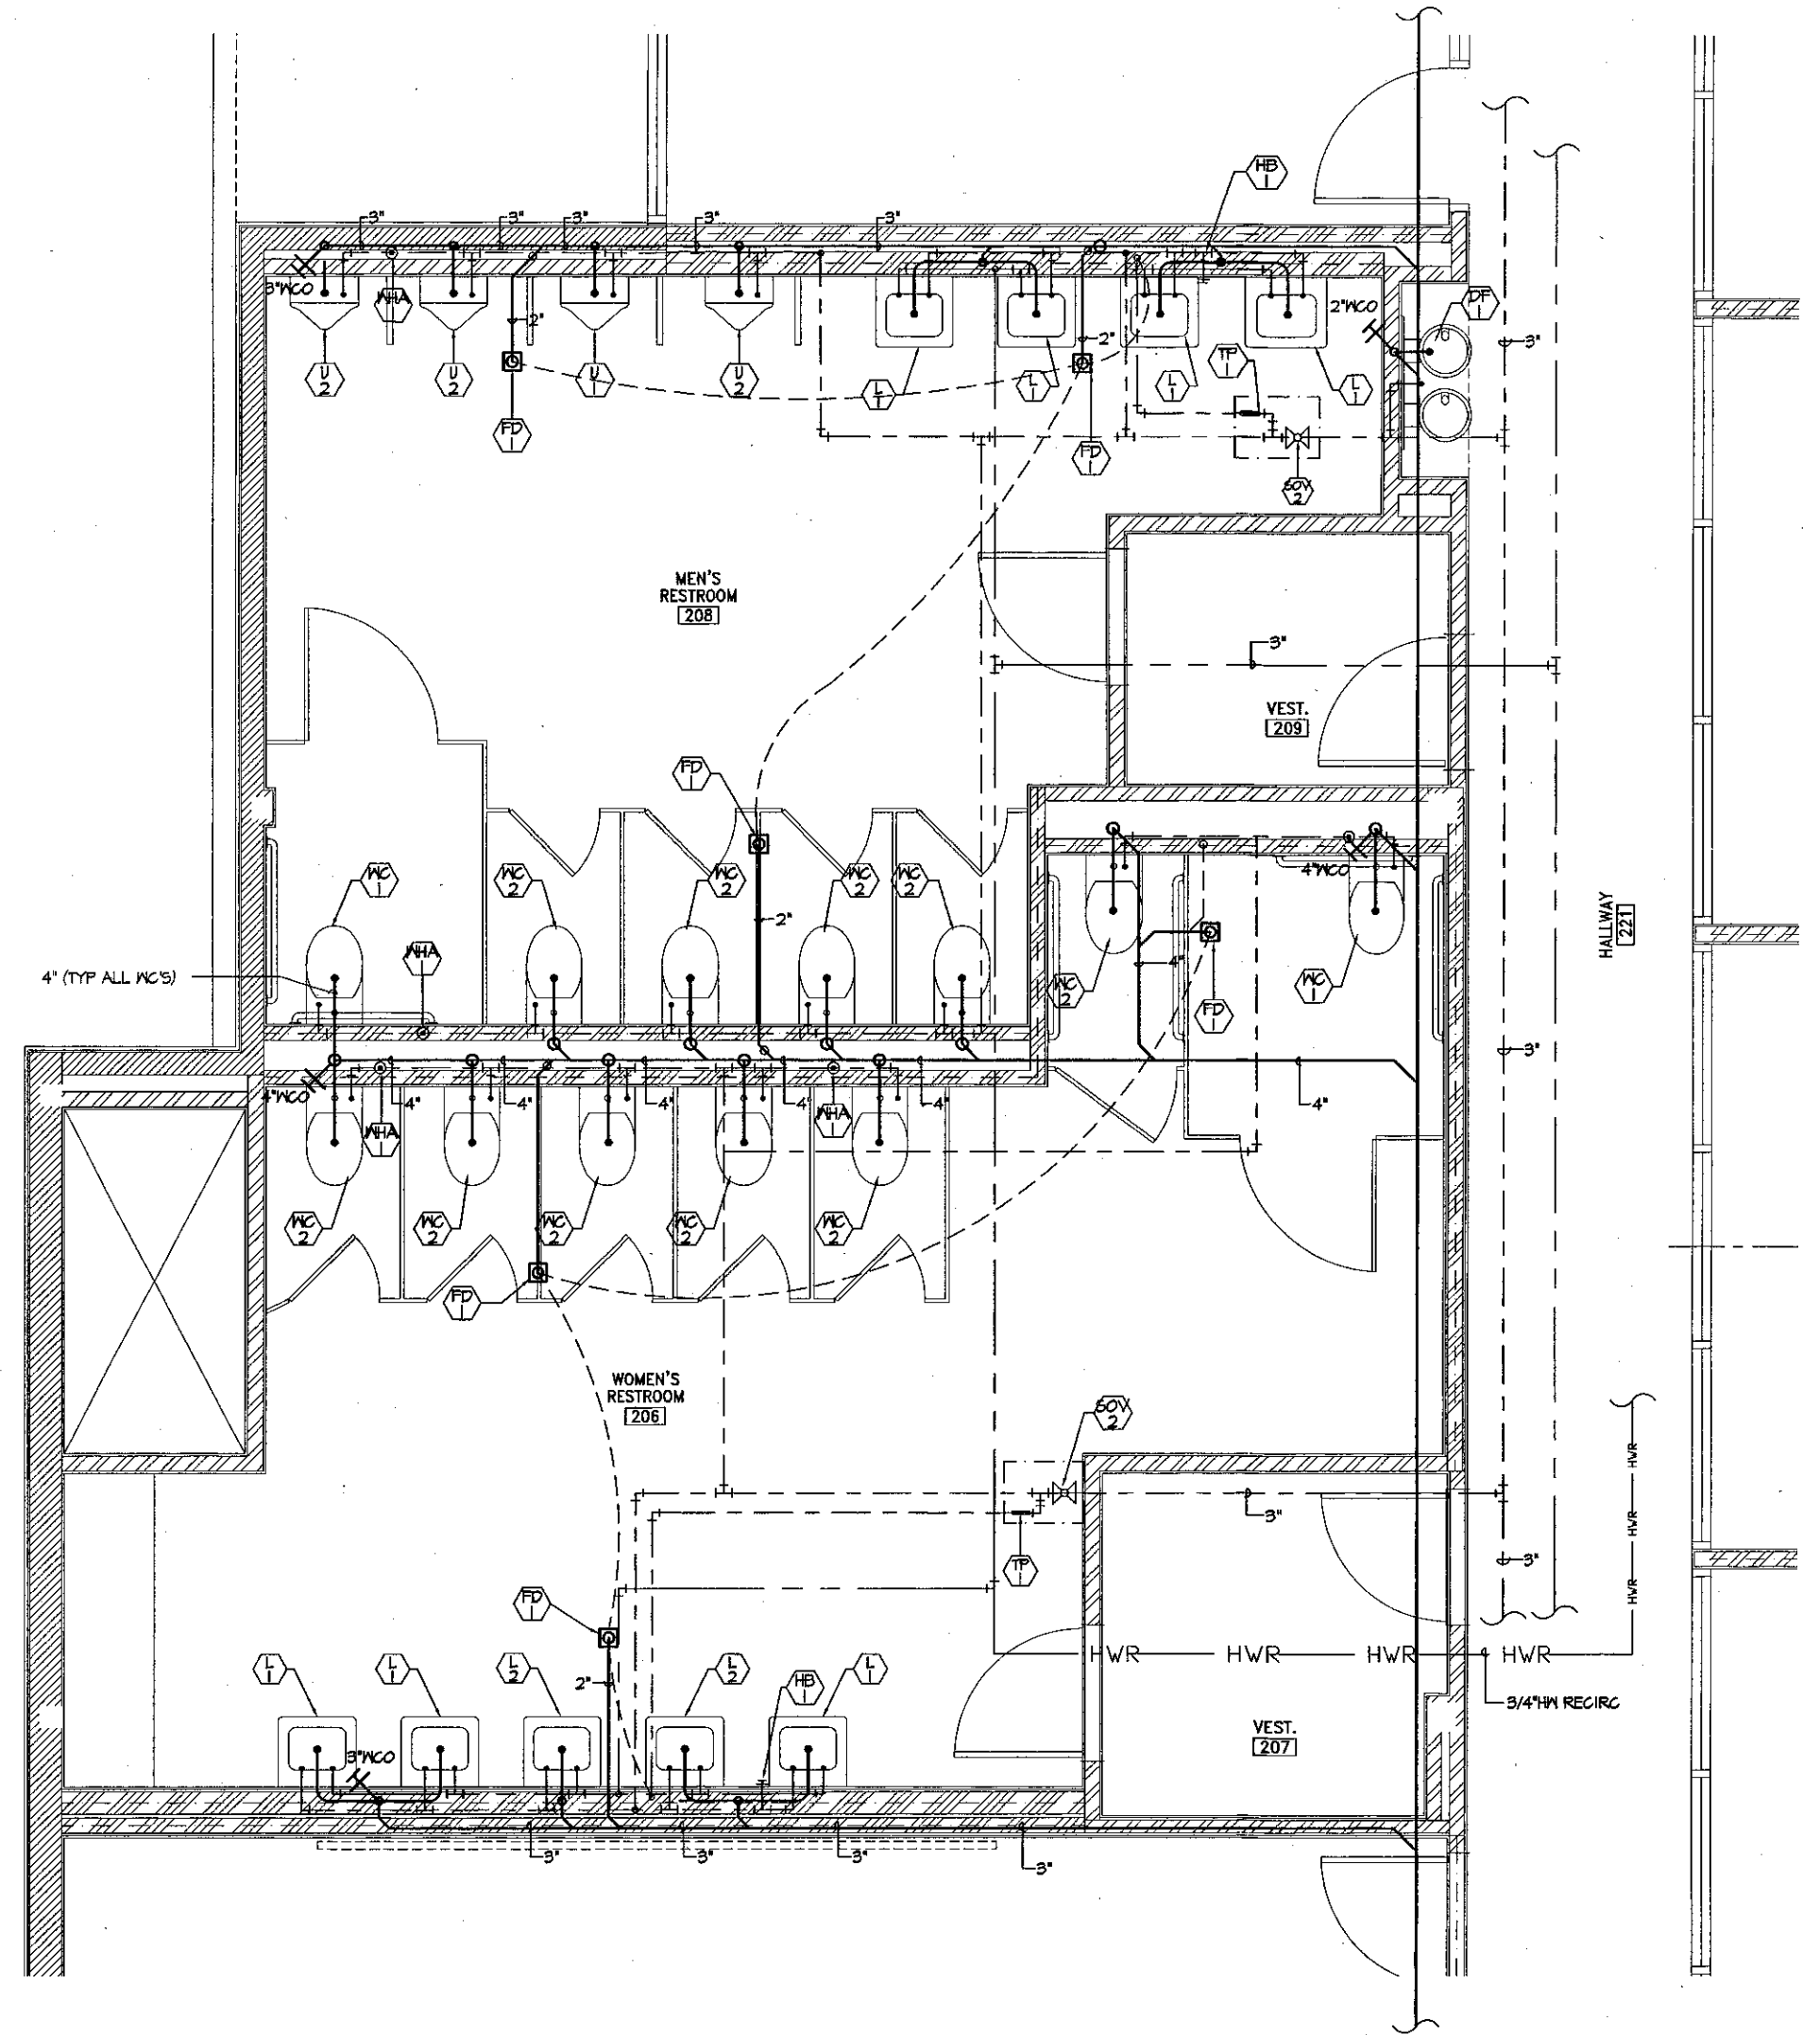 HB
1
3"
3"
3"
3"
3"
3"WCO
WHA
1
2"
2"
2"WCO
DF
1
3"
U
2
U
2
U
1
U
2
L
1
L
1
L
1
TP
1
L
1
FD
1
FD
1
SOV
2
MEN'S
RESTROOM
208
3"
VEST.
209
FD
1
WC
1
WC
2
WC
2
WC
2
WC
2
4"WCO
2"
HALLWAY
221
4" (TYP ALL WC'S)
WHA
1
WC
2
4"
FD
1
WC
1
3"
4"WCO
4"
4"
4"
4"
4"
4"
WHA
1
WHA
1
WC
2
WC
2
WC
2
WC
2
WC
2
FD
1
WOMEN'S
RESTROOM
206
SOV
2
HWR
HWR
HWR
3"
3"
TP
1
FD
1
HWR HWR HWR HWR
3/4"HW RECIRC
L
1
L
1
L
2
2"
L
2
HB
1
L
1
VEST.
207
3"WCO
3"
3"
3"
3"